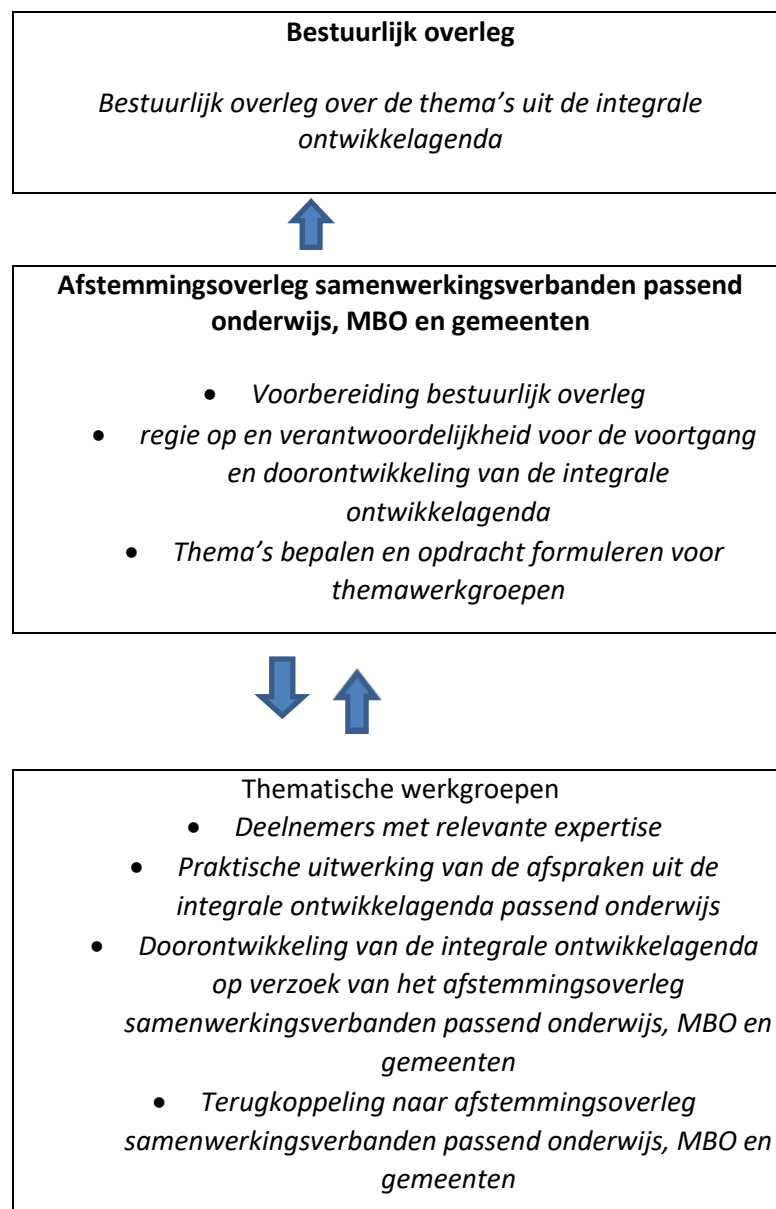 Bestuurlijk overleg
Bestuurlijk overleg over de thema’s uit de integrale
ontwikkelagenda
Afstemmingsoverleg samenwerkingsverbanden passend
onderwijs, MBO en gemeenten
• Voorbereiding bestuurlijk overleg
• regie op en verantwoordelijkheid voor de voortgang
en doorontwikkeling van de integrale
ontwikkelagenda
• Thema’s bepalen en opdracht formuleren voor
themawerkgroepen
Thematische werkgroepen
• Deelnemers met relevante expertise
• Praktische uitwerking van de afspraken uit de
integrale ontwikkelagenda passend onderwijs
• Doorontwikkeling van de integrale ontwikkelagenda
op verzoek van het afstemmingsoverleg
samenwerkingsverbanden passend onderwijs, MBO en
gemeenten
• Terugkoppeling naar afstemmingsoverleg
samenwerkingsverbanden passend onderwijs, MBO en
gemeenten